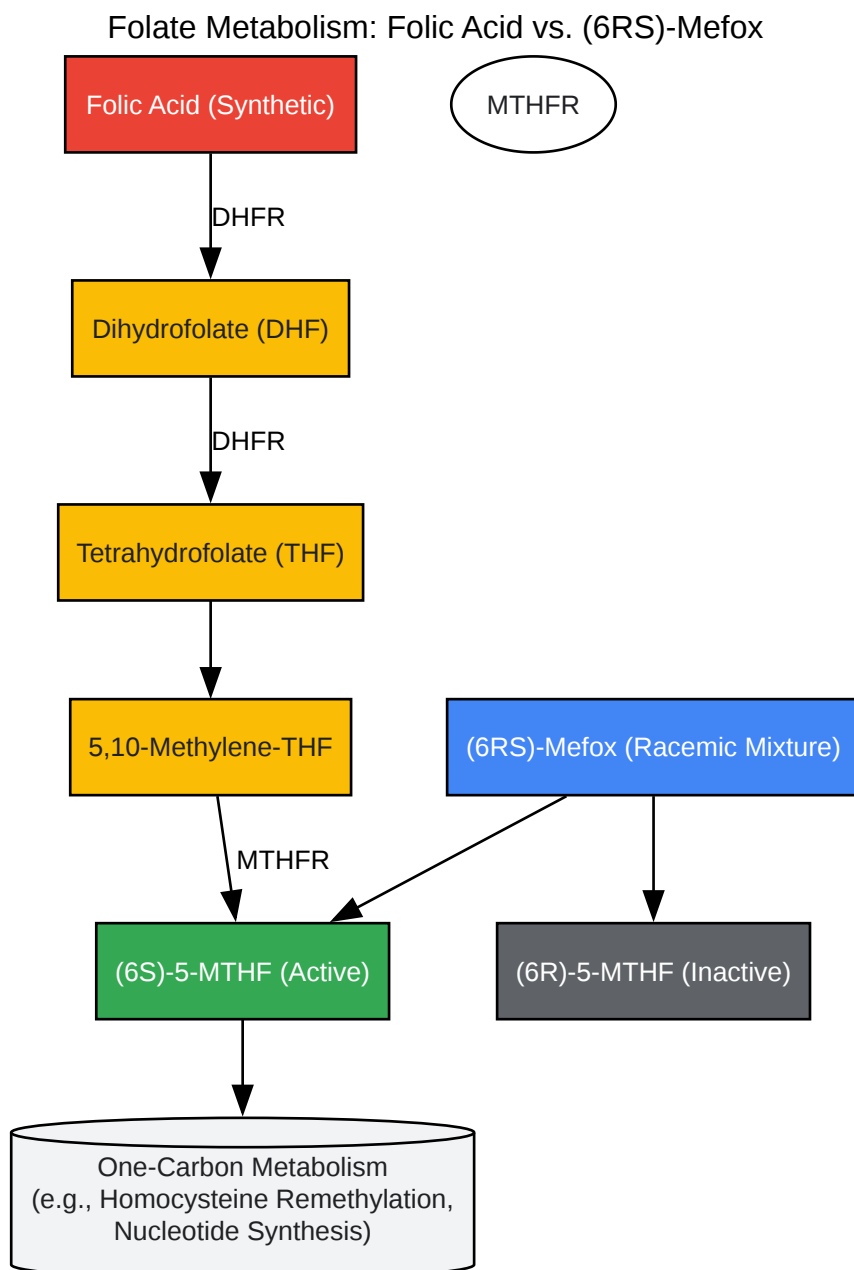 Folate Metabolism: Folic Acid vs. (6RS)-Mefox
Folic Acid (Synthetic)
MTHFR
DHFR
Dihydrofolate (DHF)
DHFR
Tetrahydrofolate (THF)
5,10-Methylene-THF
(6RS)-Mefox (Racemic Mixture)
MTHFR
(6S)-5-MTHF (Active)
(6R)-5-MTHF (Inactive)
One-Carbon Metabolism
(e.g., Homocysteine Remethylation,
Nucleotide Synthesis)